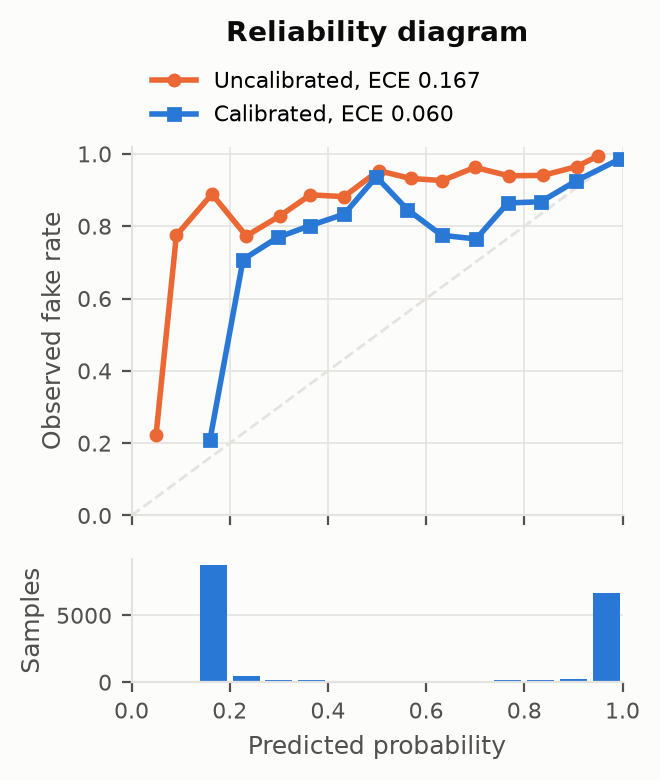 Reliability diagram
Uncalibrated, ECE 0.167
Calibrated, ECE 0.060
Observed fake rate
1.0
0.8
0.6
0.4
0.2
0.0
Samples
5000
0
0.0 0.2 0.4 0.6 0.8 1.0
Predicted probability